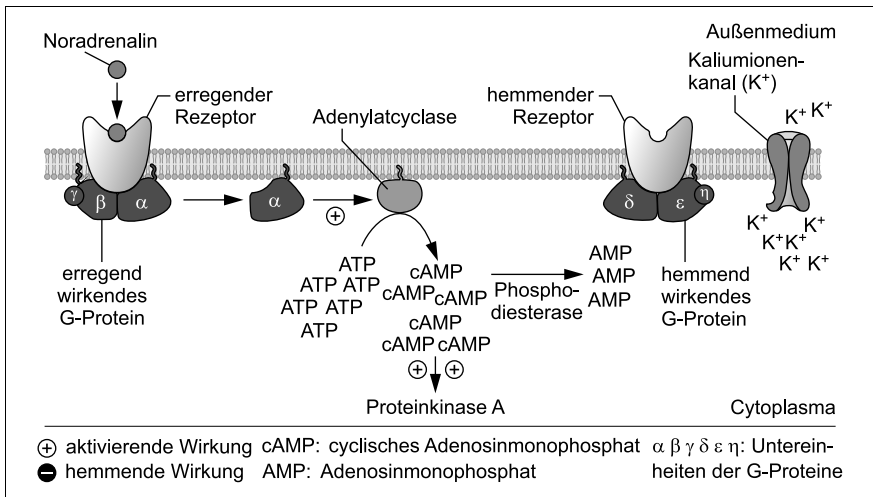 Noradrenalin
erregender
Rezeptor
Adenylatcyclase
hemmender
Rezeptor
Außenmedium
Kaliumionen-
kanal (K⁺)
K⁺ K⁺
γ β α
α
⊕
δ ε η
K⁺ K⁺
K⁺K⁺
K⁺ K⁺
erregend
wirkendes
G-Protein
ATP
ATP ATP
ATP ATP
ATP
cAMP
cAMP cAMP
cAMP
cAMP cAMP
Phospho-
diesterase
AMP
AMP
AMP
hemmend
wirkendes
G-Protein
⊕ ⊕
Proteinkinase A
Cytoplasma
⊕ aktivierende Wirkung cAMP: cyclisches Adenosinmonophosphat α β γ δ ε η: Unterein-
⊖ hemmende Wirkung AMP: Adenosinmonophosphat heiten der G-Proteine